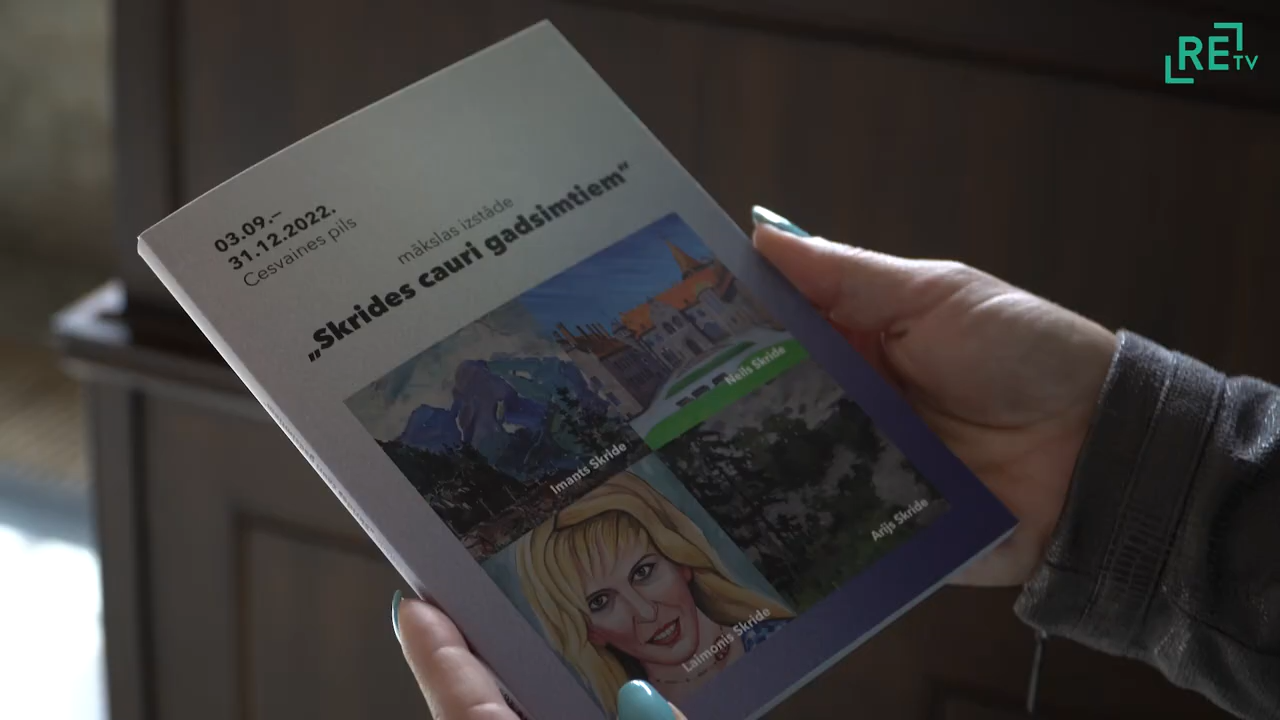 RE TV
03.09.–
31.12.2022.
Cesvaines pils
mākslas izstāde
„Skrides cauri gadsimtiem“
Neils Skride
Imants Skride
Arijs Skride
Laimonis Skride